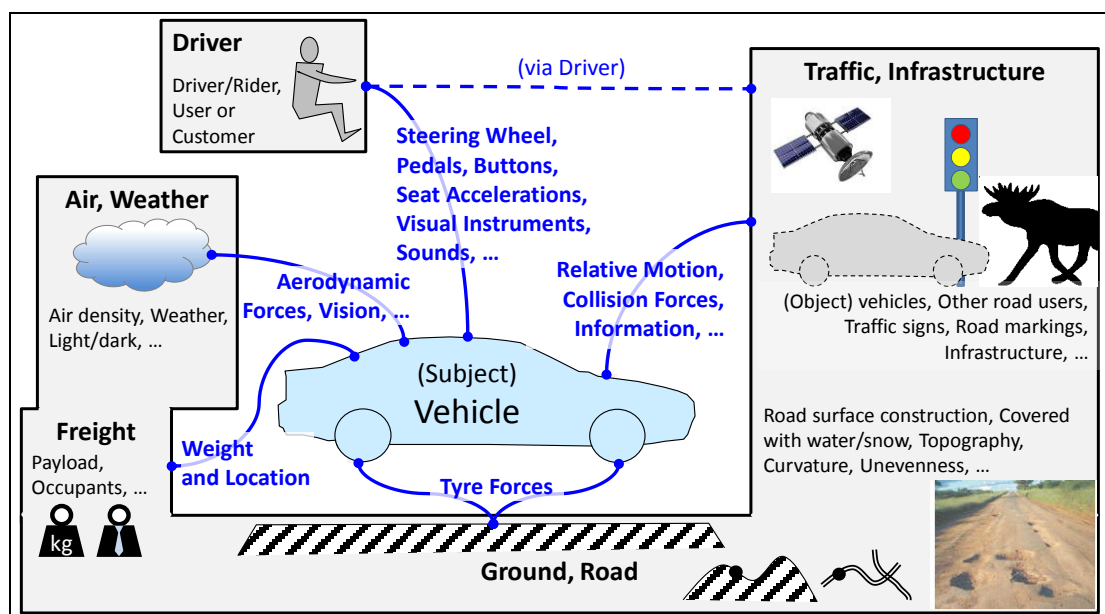 Driver
Driver/Rider,
User or
Customer
(via Driver)
Traffic, Infrastructure
Steering Wheel,
Pedals, Buttons,
Seat Accelerations,
Visual Instruments,
Sounds, ...
Air, Weather
Air density, Weather,
Light/dark, ...
Aerodynamic
Forces, Vision, ...
Relative Motion,
Collision Forces,
Information, ...
(Object) vehicles, Other road users,
Traffic signs, Road markings,
Infrastructure, ...
(Subject)
Vehicle
Freight
Payload,
Occupants, ...
kg
Weight
and Location
Tyre Forces
Road surface construction, Covered
with water/snow, Topography,
Curvature, Unevenness, ...
Ground, Road